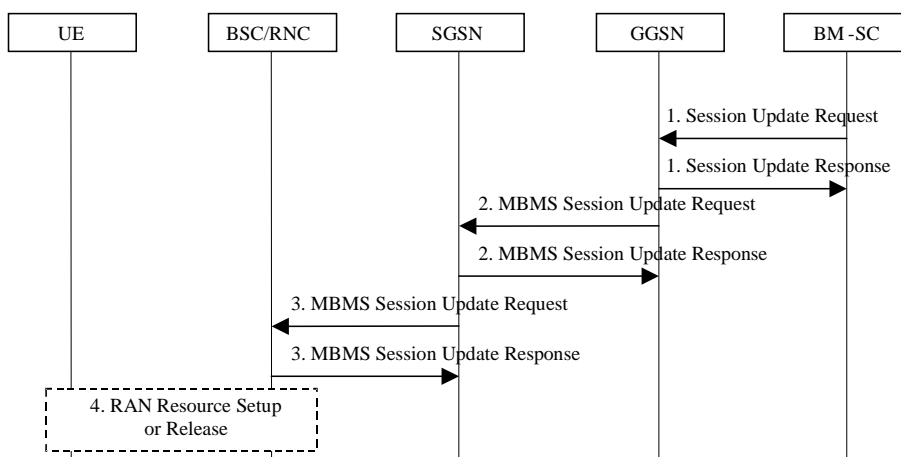 UE
BSC/RNC
SGSN
GGSN
BM -SC
1. Session Update Request
1. Session Update Response
2. MBMS Session Update Request
2. MBMS Session Update Response
3. MBMS Session Update Request
3. MBMS Session Update Response
4. RAN Resource Setup
or Release